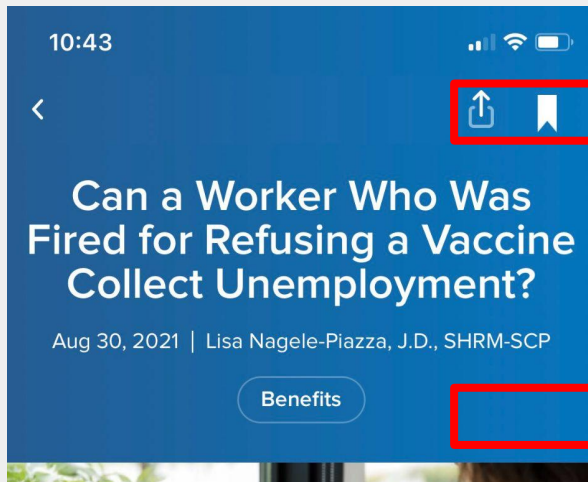 10:43
Can a Worker Who Was
Fired for Refusing a Vaccine
Collect Unemployment?
Aug 30, 2021 | Lisa Nagele-Piazza, J.D., SHRM-SCP
Benefits